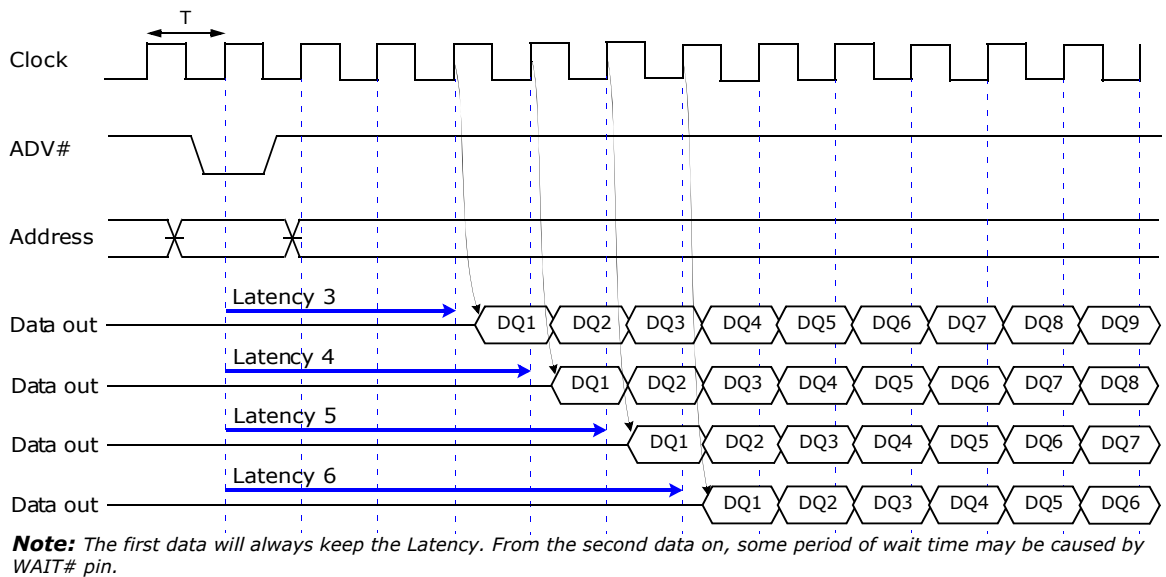 T
Clock
ADV#
Address
Latency 3
Data out DQ1 DQ2 DQ3 DQ4 DQ5 DQ6 DQ7 DQ8 DQ9
Latency 4
Data out DQ1 DQ2 DQ3 DQ4 DQ5 DQ6 DQ7 DQ8
Latency 5
Data out DQ1 DQ2 DQ3 DQ4 DQ5 DQ6 DQ7
Latency 6
Data out DQ1 DQ2 DQ3 DQ4 DQ5 DQ6
Note: The first data will always keep the Latency. From the second data on, some period of wait time may be caused by
WAIT# pin.